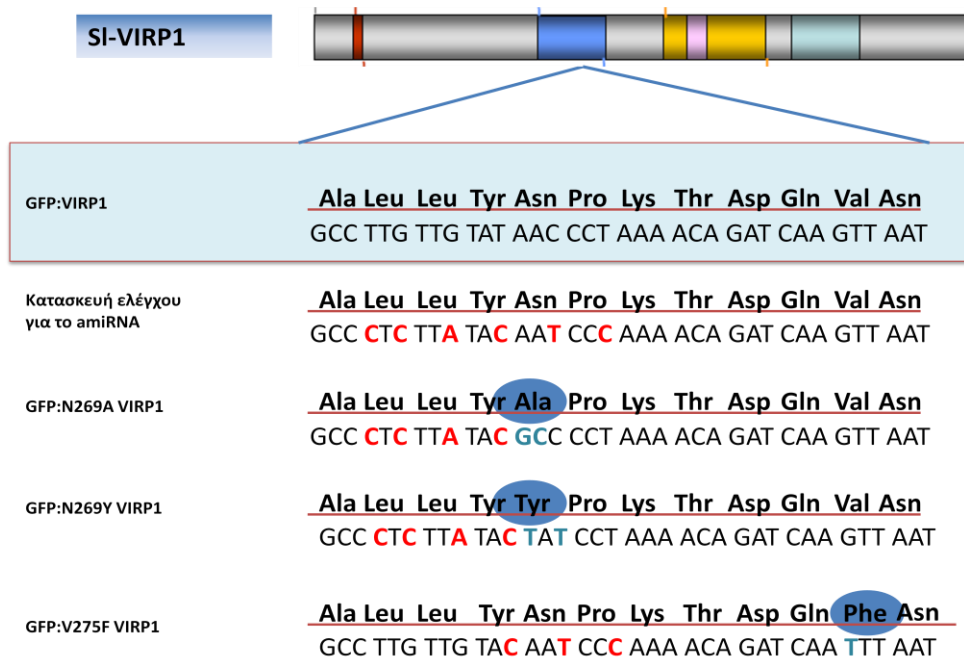 Sl-VIRP1
GFP:VIRP1
Ala Leu Leu Tyr Asn Pro Lys Thr Asp Gln Val Asn
GCC TTG TTG TAT AAC CCT AAA ACA GAT CAA GTT AAT
Κατασκευή ελέγχου
για το amiRNA
Ala Leu Leu Tyr Asn Pro Lys Thr Asp Gln Val Asn
GCC CTC TTA TAC AAT CCC AAA ACA GAT CAA GTT AAT
GFP:N269A VIRP1
Ala Leu Leu Tyr Ala Pro Lys Thr Asp Gln Val Asn
GCC CTC TTA TAC GCC CCT AAA ACA GAT CAA GTT AAT
GFP:N269Y VIRP1
Ala Leu Leu Tyr Tyr Pro Lys Thr Asp Gln Val Asn
GCC CTC TTA TAC TAT CCT AAA ACA GAT CAA GTT AAT
GFP:V275F VIRP1
Ala Leu Leu Tyr Asn Pro Lys Thr Asp Gln Phe Asn
GCC TTG TTG TAC AAT CCC AAA ACA GAT CAA TTT AAT